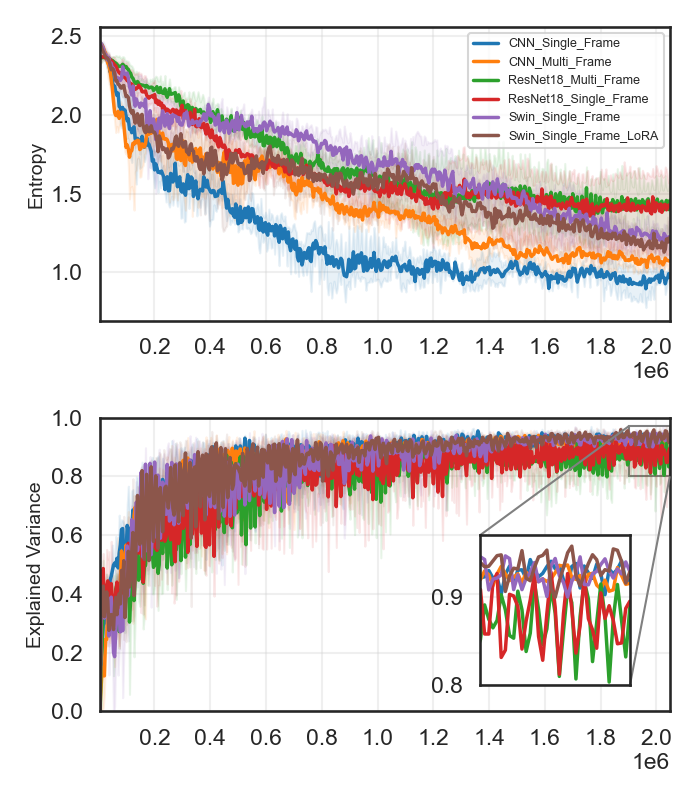 2.5
2.0
1.5
1.0
Entropy
CNN_Single_Frame
CNN_Multi_Frame
ResNet18_Multi_Frame
ResNet18_Single_Frame
Swin_Single_Frame
Swin_Single_Frame_LoRA
0.2 0.4 0.6 0.8 1.0 1.2 1.4 1.6 1.8 2.0
1e6
1.0
0.8
0.6
0.4
0.2
0.0
Explained Variance
0.9
0.8
0.2 0.4 0.6 0.8 1.0 1.2 1.4 1.6 1.8 2.0
1e6